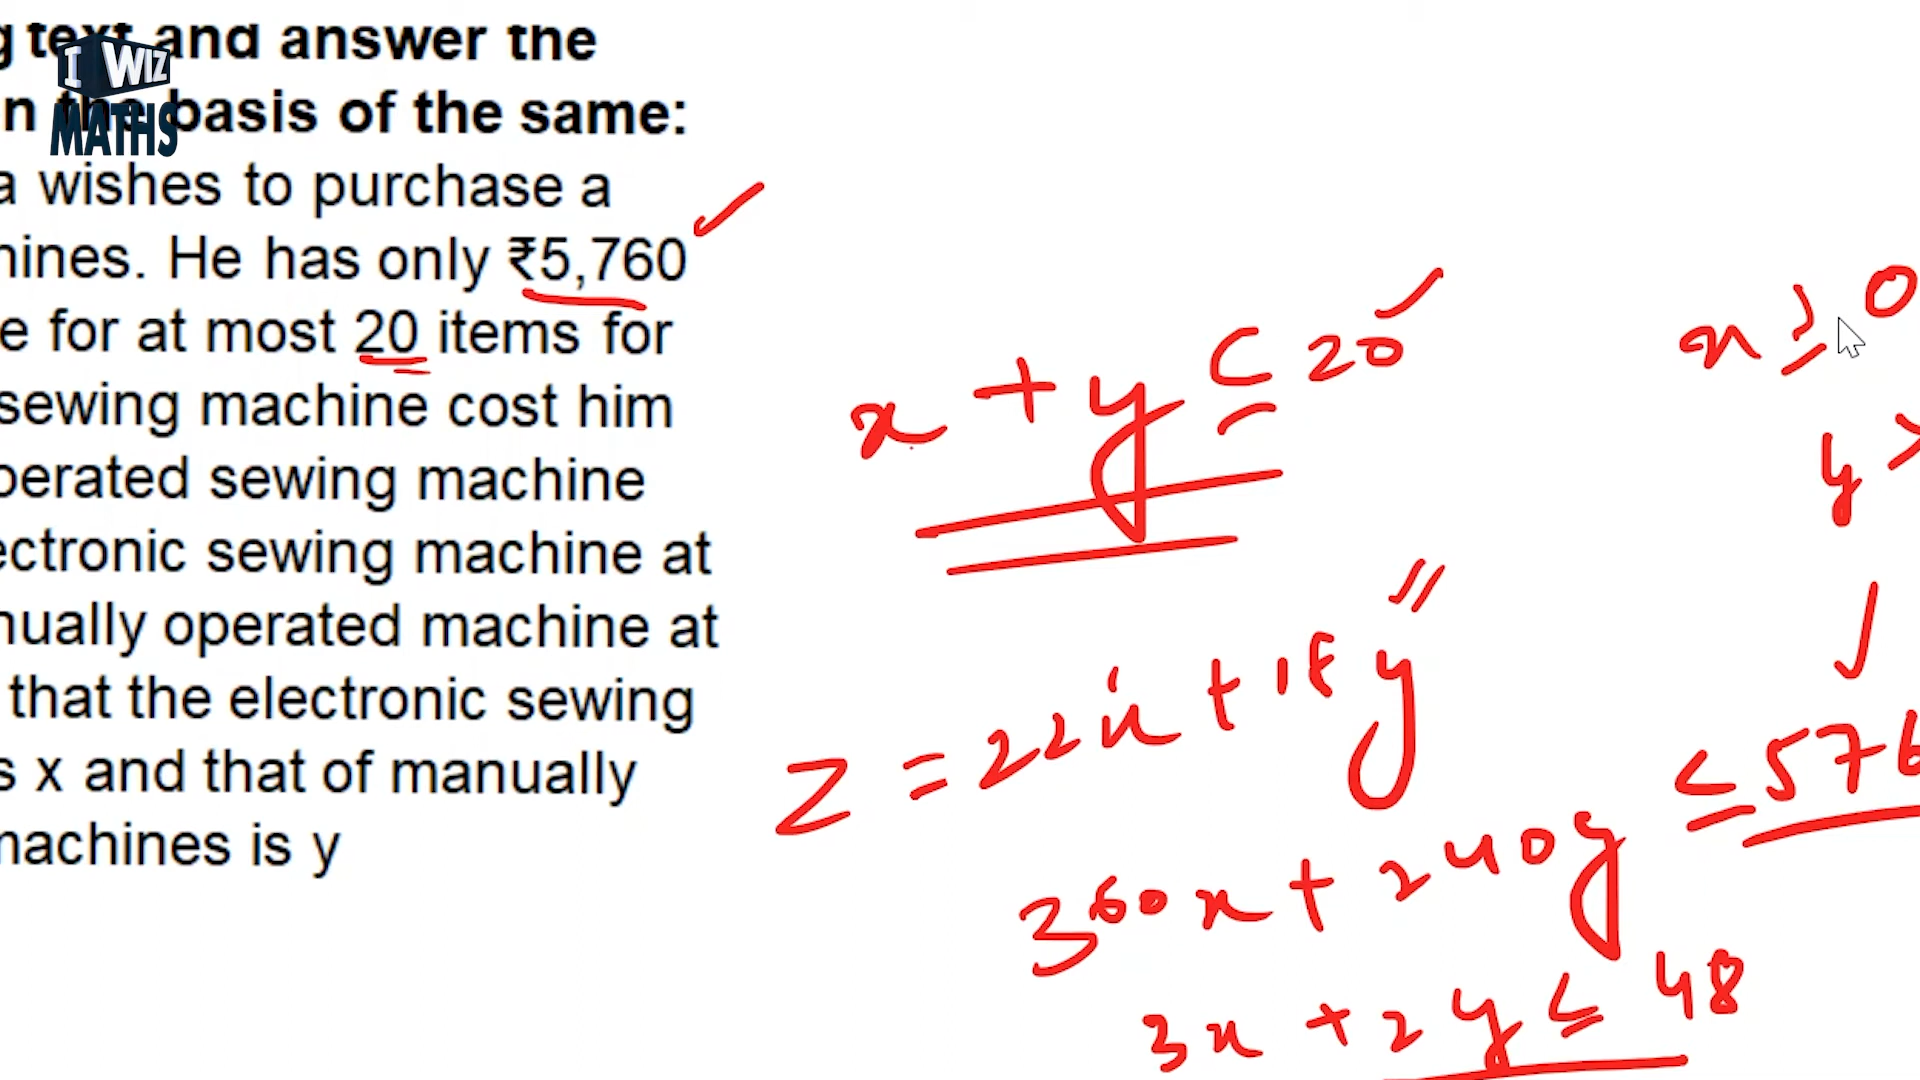 g text and answer the
I WIZ
MATHS
n the basis of the same:
a wishes to purchase a
hines. He has only ₹5,760
e for at most 20 items for
sewing machine cost him
perated sewing machine
ectronic sewing machine at
nually operated machine at
that the electronic sewing
s x and that of manually
machines is y
x + y ≤ 20
x ≥ 0
y >
Z = 22x + 18y
360x + 240y ≤ 576
3x + 2y ≤ 48